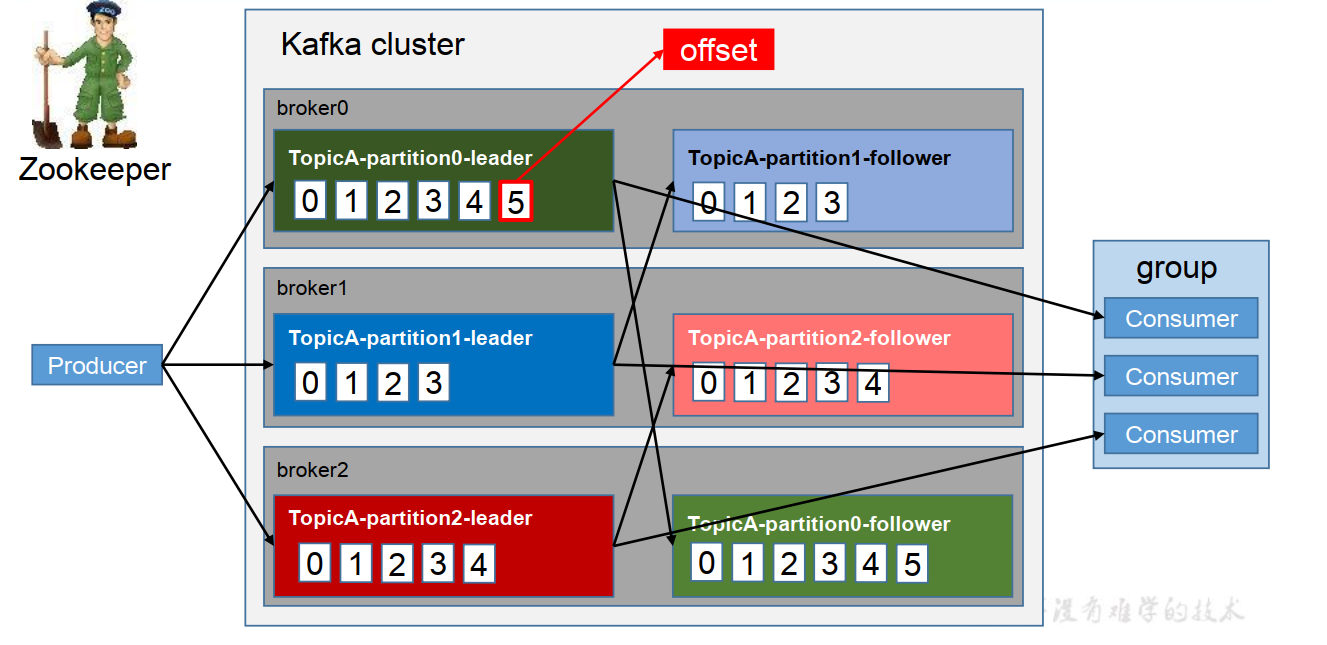 ZOO
Zookeeper
Kafka cluster
offset
broker0
TopicA-partition0-leader
0 1 2 3 4 5
TopicA-partition1-follower
0 1 2 3
broker1
TopicA-partition1-leader
0 1 2 3
TopicA-partition2-follower
0 1 2 3 4
broker2
TopicA-partition2-leader
0 1 2 3 4
TopicA-partition0-follower
0 1 2 3 4 5
Producer
group
Consumer
Consumer
Consumer
没有难学的技术